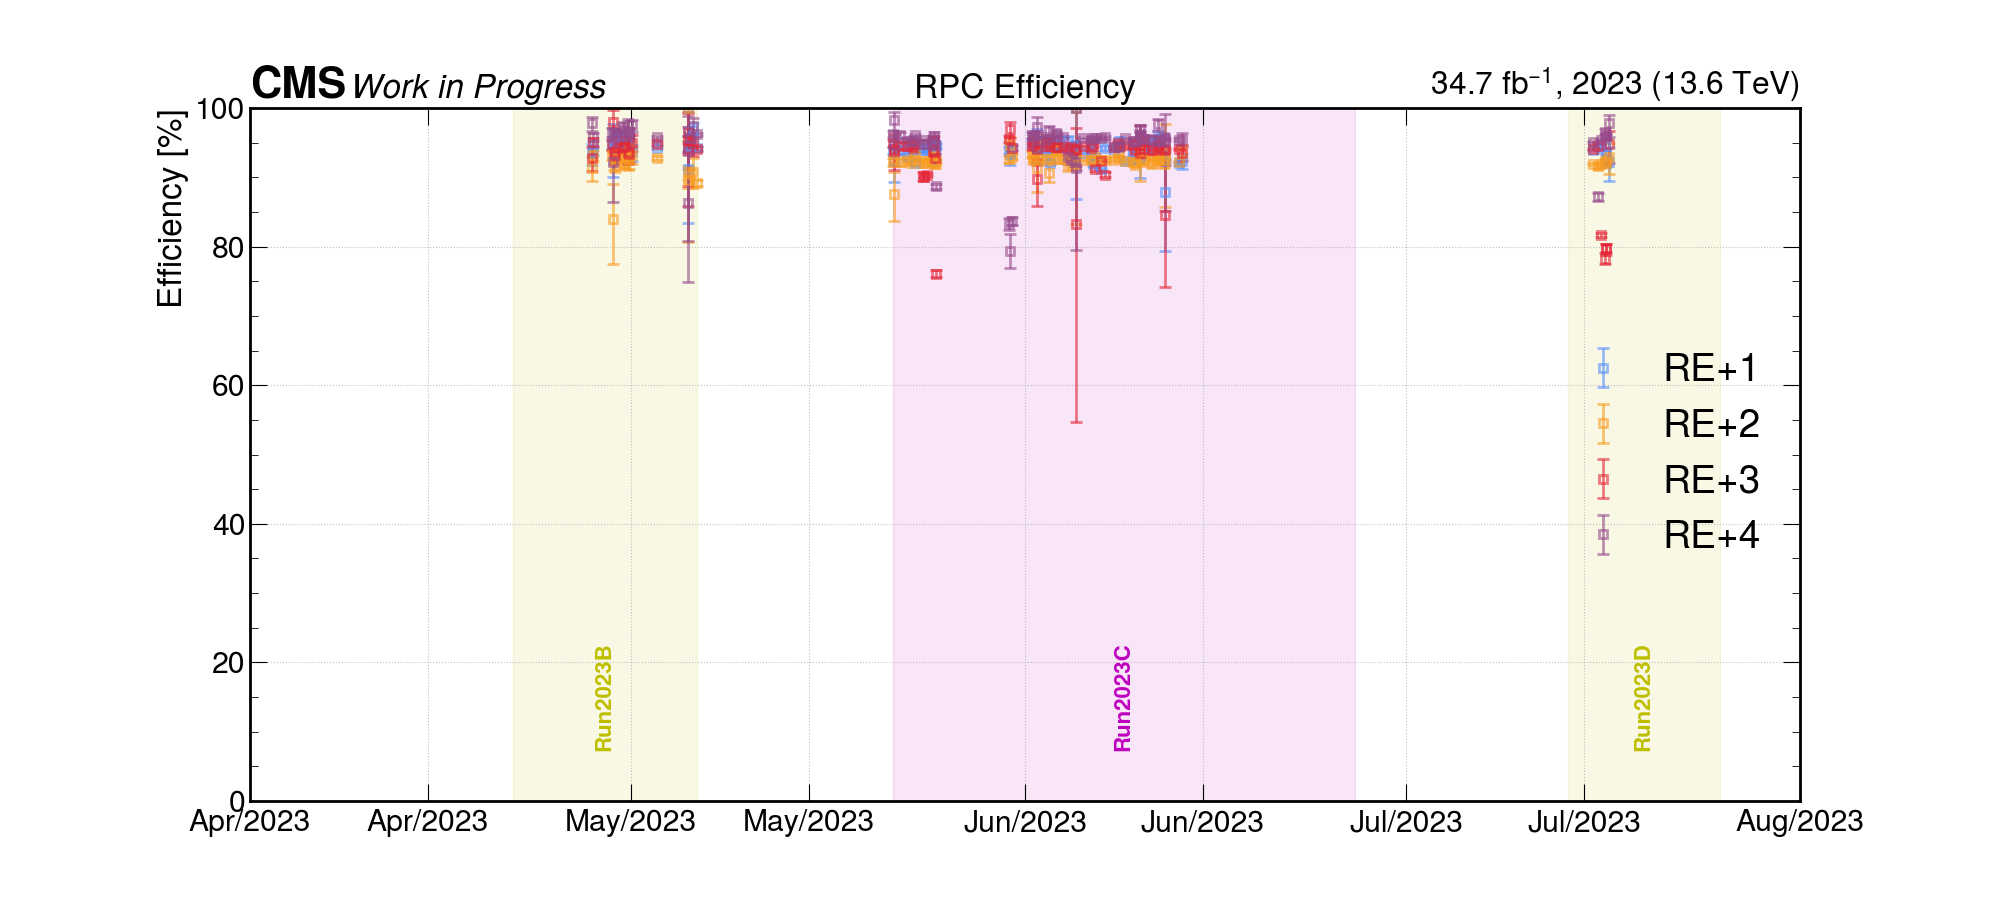 CMS Work in Progress RPC Efficiency 34.7 fb⁻¹, 2023 (13.6 TeV)
Efficiency [%]
100
80
60
40
20
0
RE+1
RE+2
RE+3
RE+4
Run2023B
Run2023C
Run2023D
Apr/2023 Apr/2023 May/2023 May/2023 Jun/2023 Jun/2023 Jul/2023 Jul/2023 Aug/2023